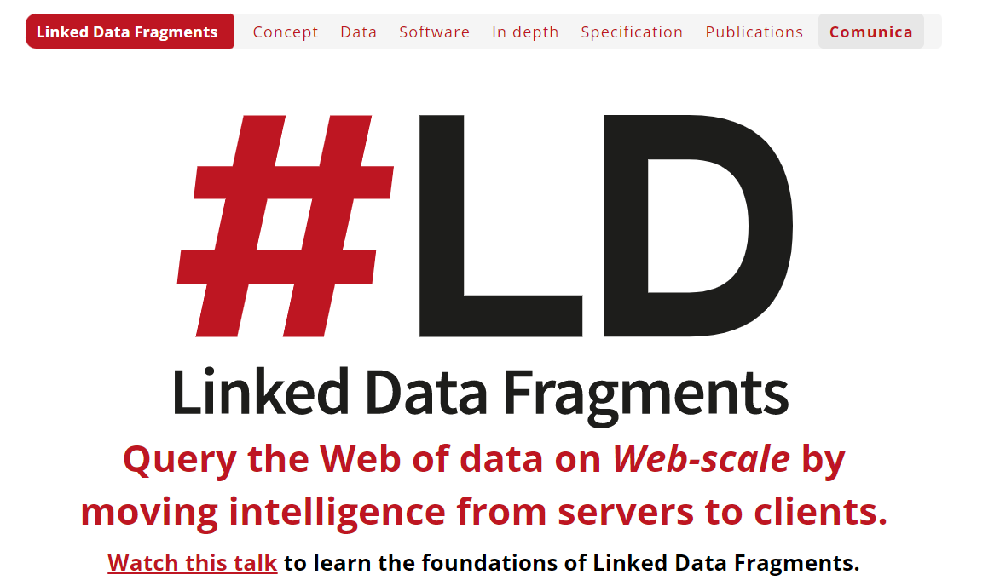 Linked Data Fragments Concept Data Software In depth Specification Publications Comunica
#LD
Linked Data Fragments
Query the Web of data on Web-scale by
moving intelligence from servers to clients.
Watch this talk to learn the foundations of Linked Data Fragments.